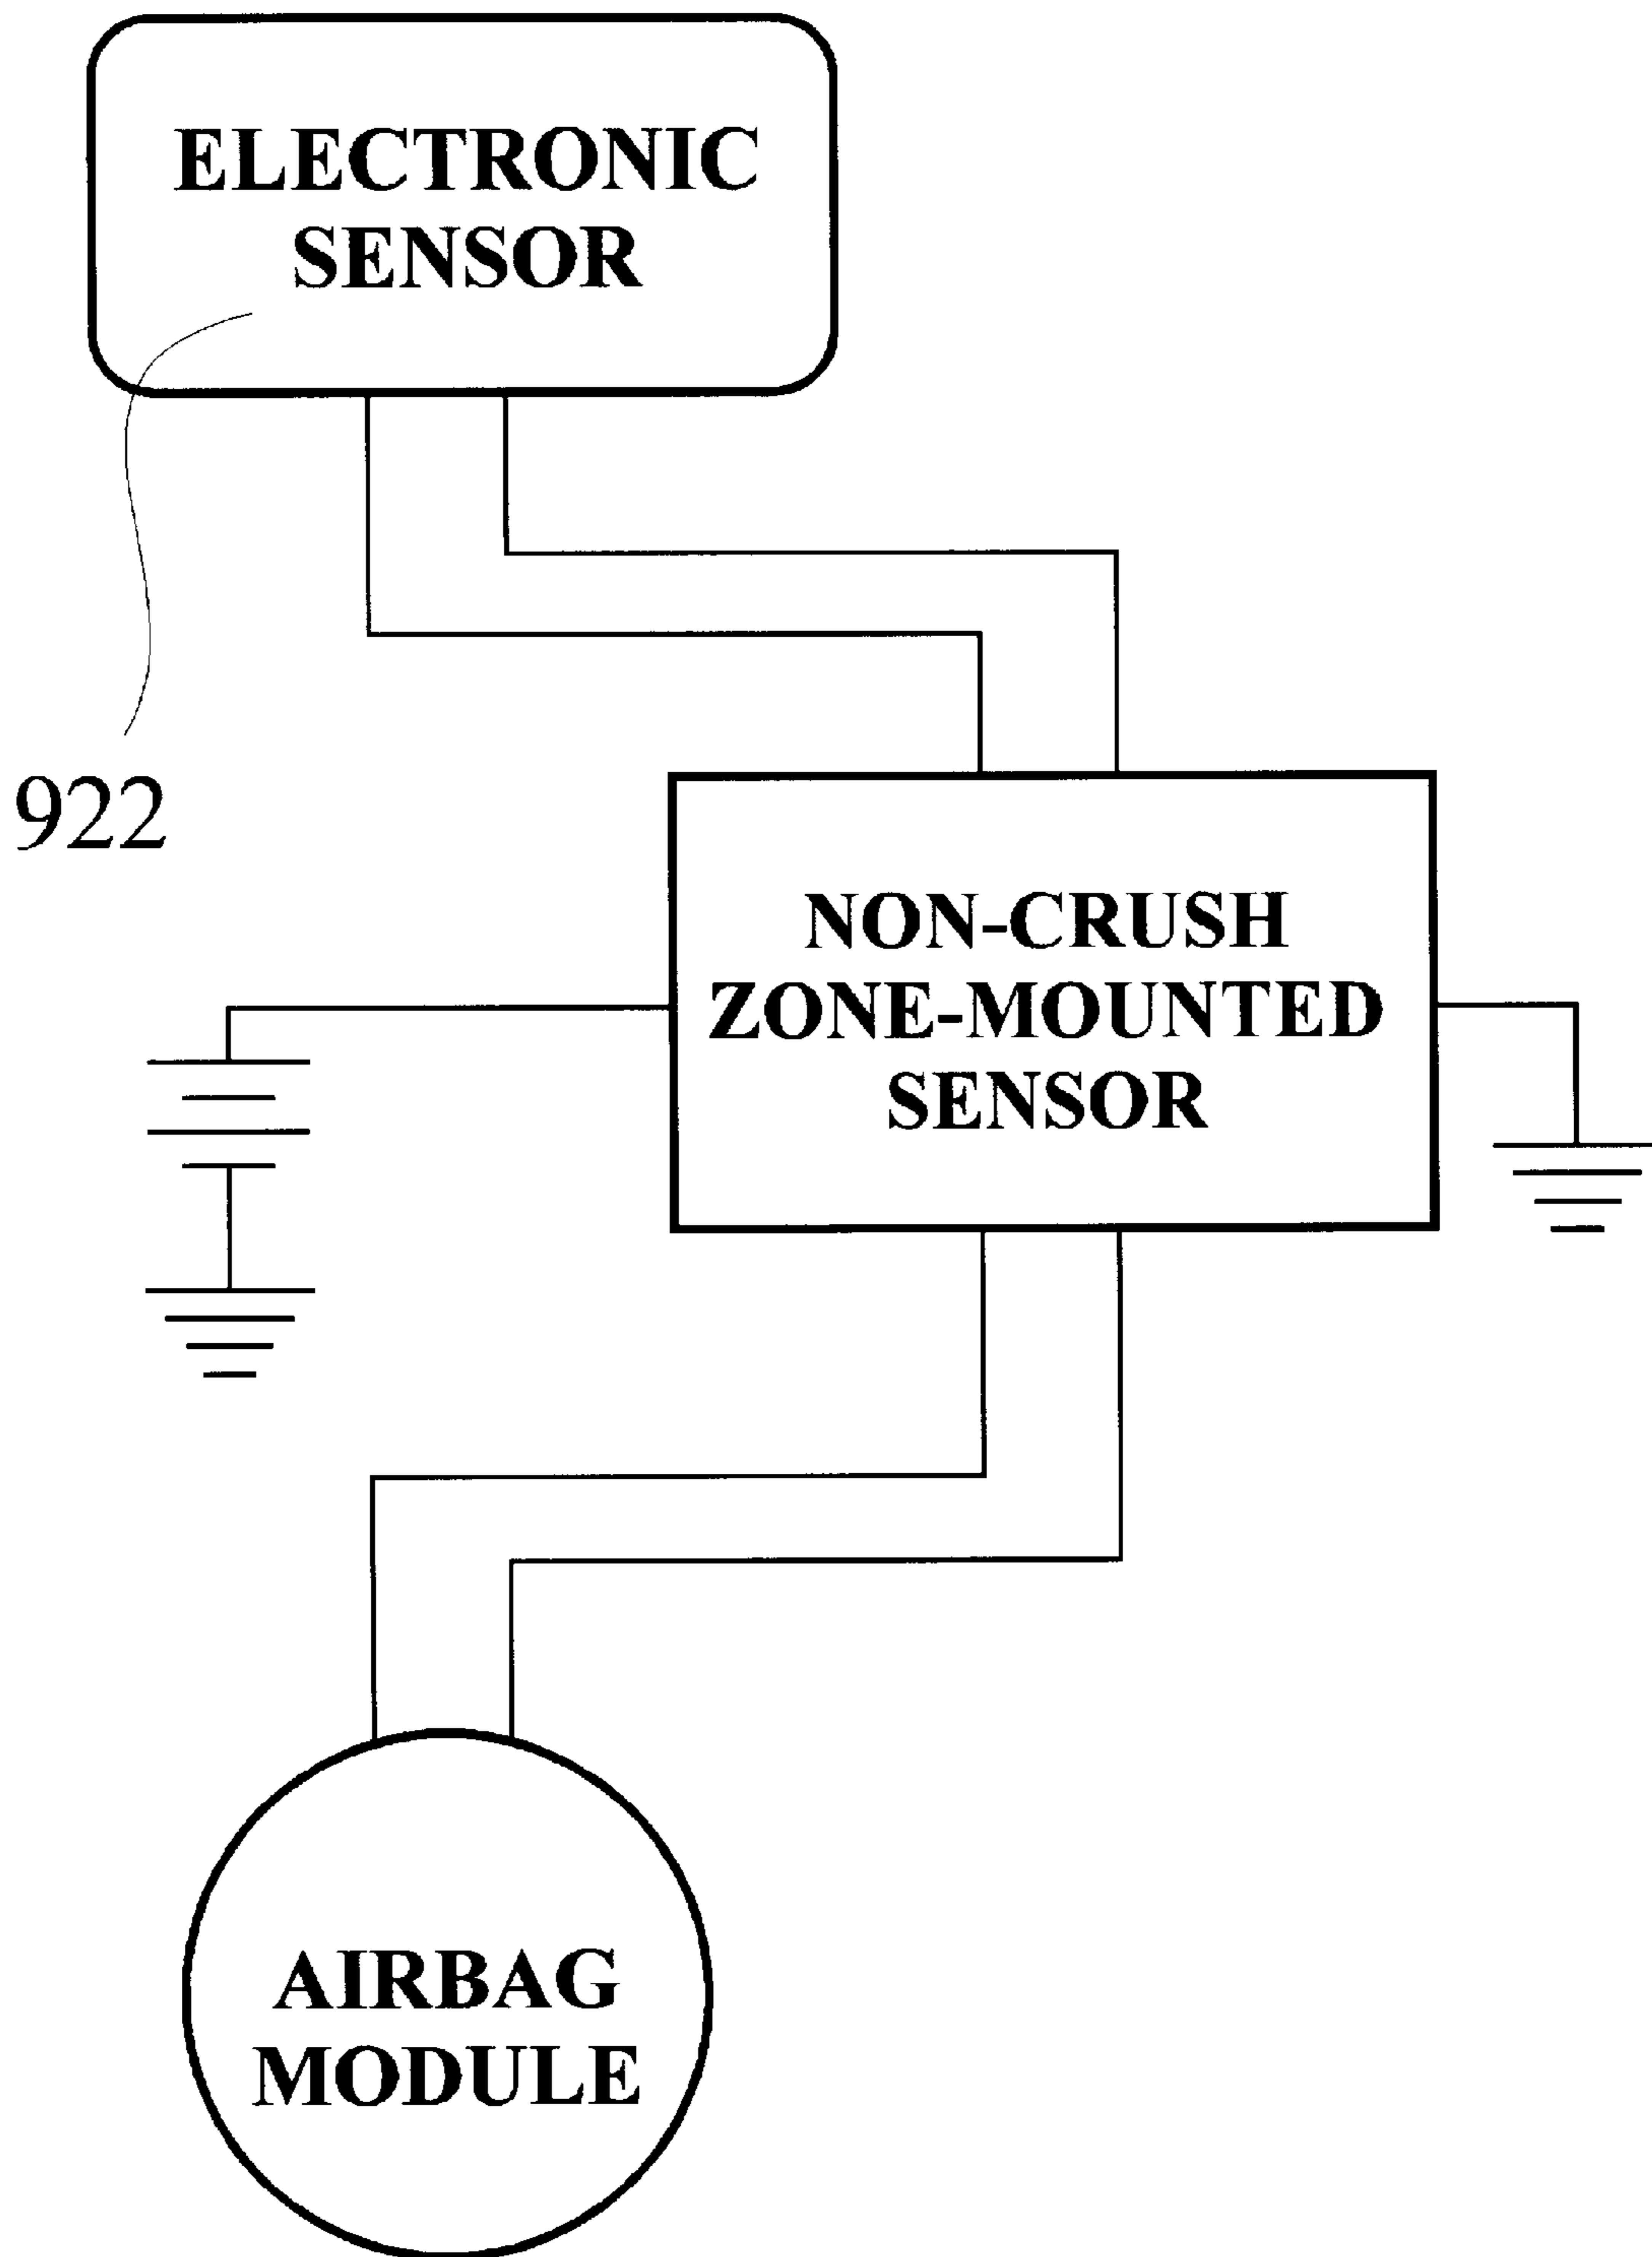 ELECTRONIC
SENSOR
922
NON-CRUSH
ZONE-MOUNTED
SENSOR
AIRBAG
MODULE